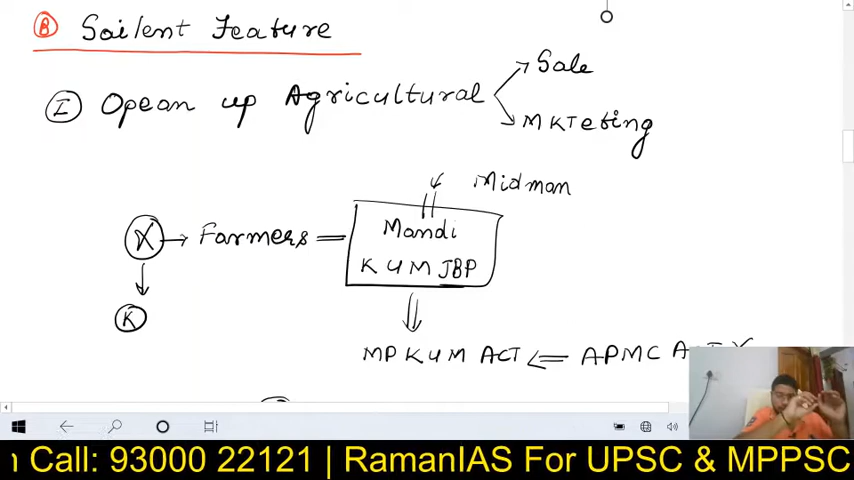 B Sailent Feature
Sale
I Opean up Agricultural
MKTeting
Midman
X Farmers
Mandi
KUM JBP
K
MP KUM ACT APMC
n Call: 93000 22121 | RamanIAS For UPSC & MPPSC